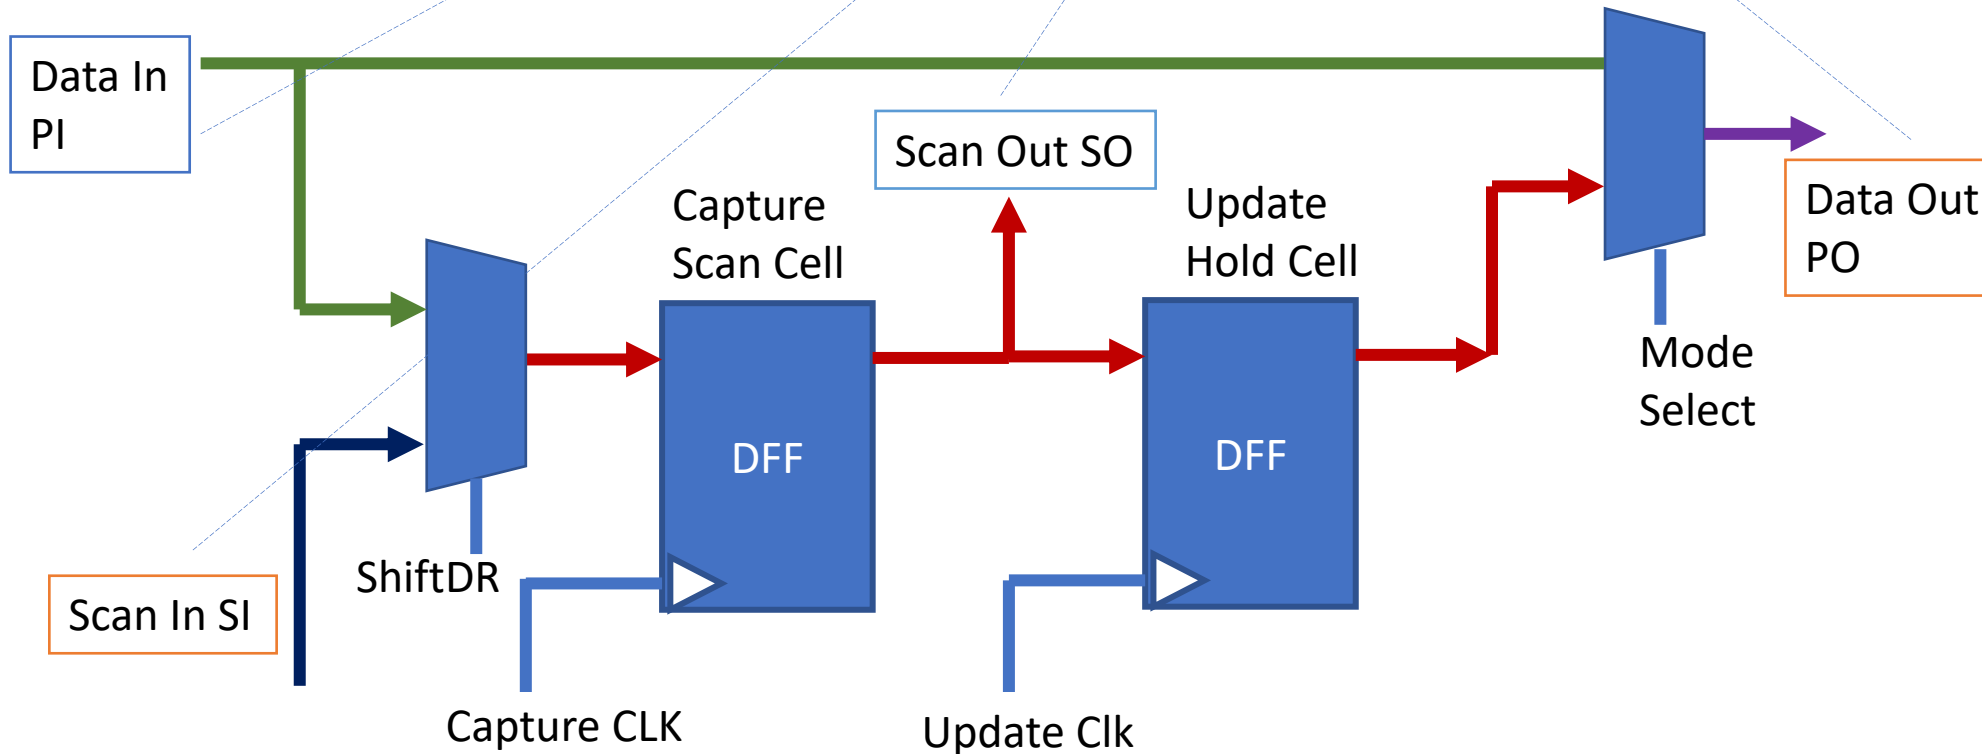 Data In
PI
Scan Out SO
Capture
Scan Cell
Update
Hold Cell
Data Out
PO
Mode
Select
DFF
DFF
ShiftDR
Scan In SI
Capture CLK
Update Clk